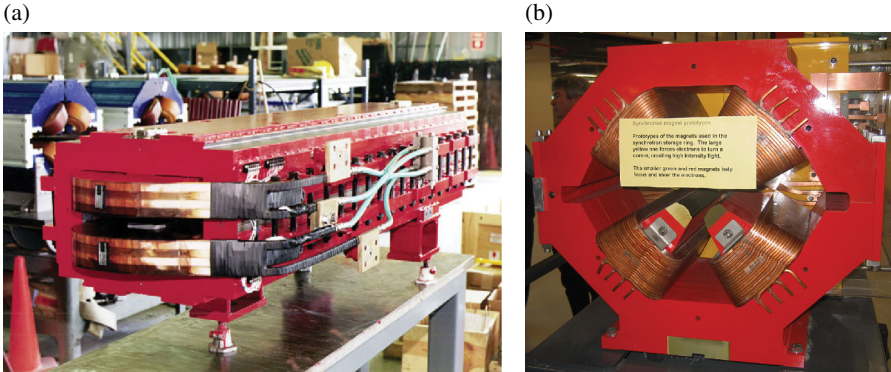 (a)
(b)
Synchrotron magnet prototypes
Prototypes of the magnets used in the
synchrotron storage ring. The large
yellow one forces electrons to turn a
corner, creating high intensity light.
The smaller green and red magnets help
focus and steer the electrons.